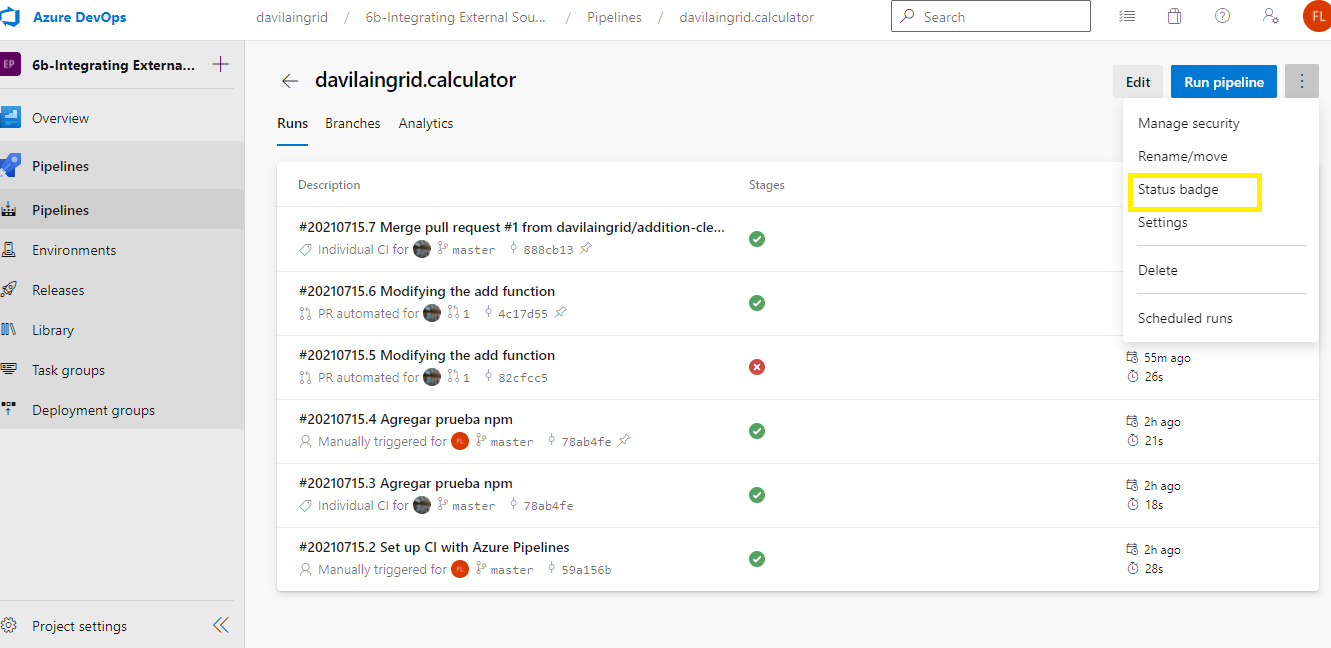 Azure DevOps
davilaingrid / 6b-Integrating External Sou... / Pipelines / davilaingrid.calculator
Search
FL
EP
6b-Integrating Externa...
Overview
Pipelines
Pipelines
Environments
Releases
Library
Task groups
Deployment groups
Project settings
davilaingrid.calculator
Edit
Run pipeline
Runs
Branches
Analytics
Manage security
Rename/move
Status badge
Settings
Delete
Scheduled runs
Description
Stages
#20210715.7 Merge pull request #1 from davilaingrid/addition-cle...
Individual CI for master 888cb13
#20210715.6 Modifying the add function
PR automated for 1 4c17d55
#20210715.5 Modifying the add function
PR automated for 1 82cfcc5
55m ago
26s
#20210715.4 Agregar prueba npm
Manually triggered for FL master 78ab4fe
2h ago
21s
#20210715.3 Agregar prueba npm
Individual CI for master 78ab4fe
2h ago
18s
#20210715.2 Set up CI with Azure Pipelines
Manually triggered for FL master 59a156b
2h ago
28s